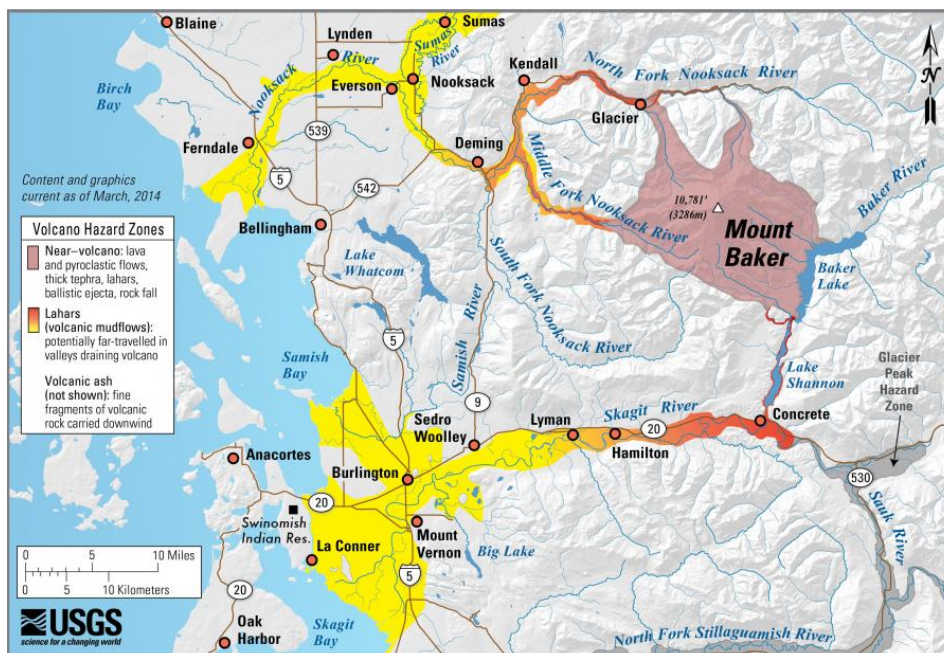 Blaine
Sumas
Lynden
Sumas
River
River
Nooksack
Kendall
North Fork Nooksack River
N
Birch
Bay
Everson
Nooksack
Glacier
Ferndale
539
Deming
Middle Fork Nooksack River
Baker River
5
542
Content and graphics
current as of March, 2014
10,781'
(3286m)
Mount
Baker
Bellingham
Volcano Hazard Zones
Near–volcano: lava
and pyroclastic flows,
thick tephra, lahars,
ballistic ejecta, rock fall
Lahars
(volcanic mudflows):
potentially far-travelled in
valleys draining volcano
Volcanic ash
(not shown): fine
fragments of volcanic
rock carried downwind
Lake
Whatcom
South Fork Nooksack River
Baker
Lake
Samish River
5
Samish
Bay
Lake
Shannon
Glacier
Peak
Hazard
Zone
9
Sedro
Woolley
Lyman
Skagit River
20
Concrete
Hamilton
Anacortes
Burlington
530
Sauk River
20
Swinomish
Indian Res.
Mount
Vernon
La Conner
Big Lake
0 5 10 Miles
0 5 10 Kilometers
5
20
USGS
science for a changing world
Oak
Harbor
Skagit
Bay
North Fork Stillaguamish River